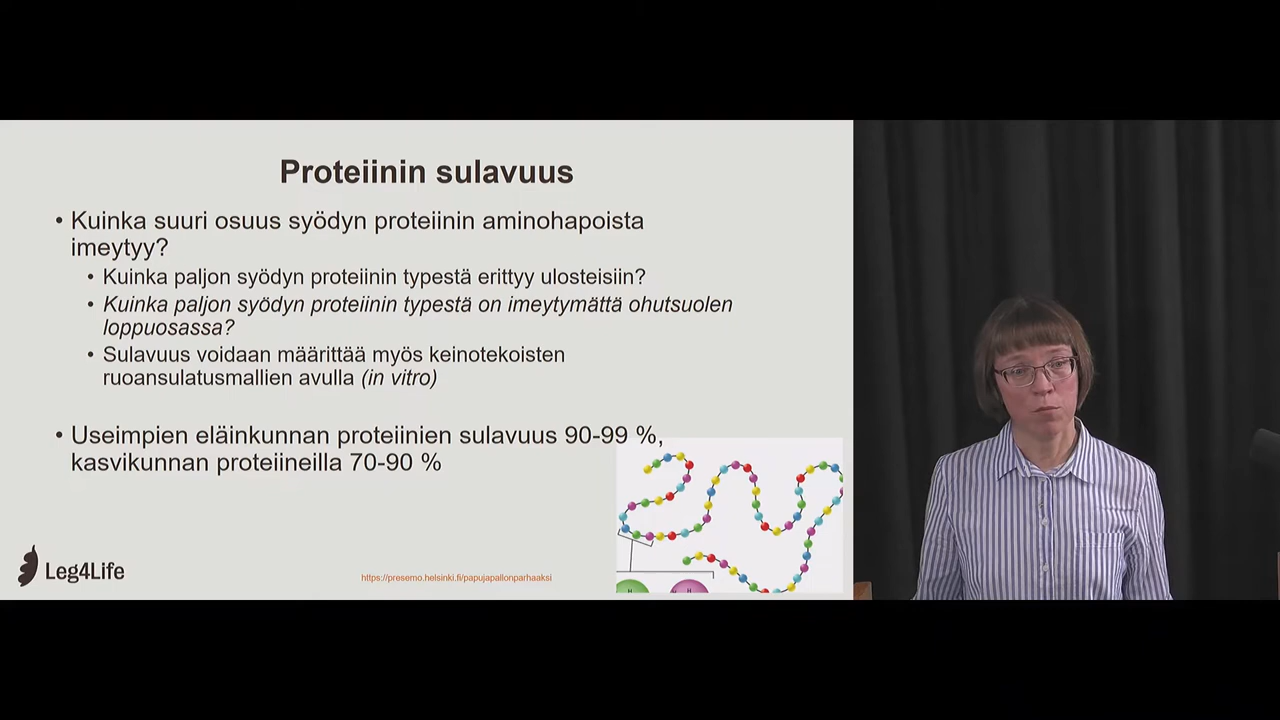 Proteiinin sulavuus
• Kuinka suuri osuus syödyn proteiinin aminohapoista
imeytyy?
• Kuinka paljon syödyn proteiinin typestä erittyy ulosteisiin?
• Kuinka paljon syödyn proteiinin typestä on imeytymättä ohutsuolen
loppuosassa?
• Sulavuus voidaan määrittää myös keinotekoisten
ruoansulatusmallien avulla (in vitro)
• Useimpien eläinkunnan proteiinien sulavuus 90-99 %,
kasvikunnan proteiineilla 70-90 %
Leg4Life
https://presemo.helsinki.fi/papujapallonparhaaksi
H H